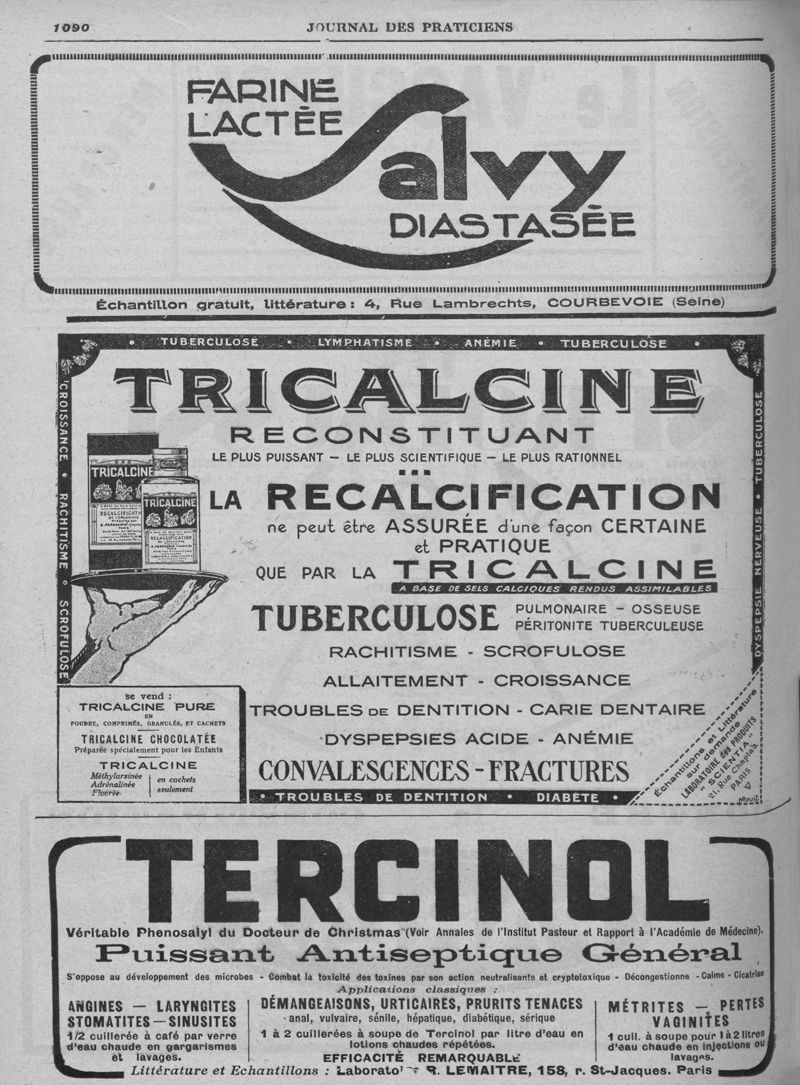 1090
JOURNAL DES PRATICIENS
FARINE
LACTÉE
Salvy
DIASTASÉE
Échantillon gratuit, littérature : 4, Rue Lambrechts, COURBEVOIE (Seine)
• TUBERCULOSE • LYMPHATISME • ANÉMIE • TUBERCULOSE •
CROISSANCE • RACHITISME • SCROFULOSE
DYSPEPSIE NERVEUSE • TUBERCULOSE
TRICALCINE
RECONSTITUANT
LE PLUS PUISSANT – LE PLUS SCIENTIFIQUE – LE PLUS RATIONNEL
TRICALCINE
TRICALCINE
RECALCIFICATION
RECALCIFICATION
LA RECALCIFICATION
ne peut être ASSURÉE d'une façon CERTAINE
et PRATIQUE
QUE PAR LA TRICALCINE
A BASE DE SELS CALCIQUES RENDUS ASSIMILABLES
TUBERCULOSE PULMONAIRE – OSSEUSE
PÉRITONITE TUBERCULEUSE
RACHITISME - SCROFULOSE
ALLAITEMENT - CROISSANCE
TROUBLES DE DENTITION - CARIE DENTAIRE
DYSPEPSIES ACIDE - ANÉMIE
CONVALESCENCES - FRACTURES
se vend :
TRICALCINE PURE
EN
POUDRE, COMPRIMÉS, GRANULÉS, ET CACHETS
TRICALCINE CHOCOLATÉE
Préparée spécialement pour les Enfants
TRICALCINE
Méthylarsinée
Adrénalinée
Fluorée
en cachets
seulement
Échantillons et Littérature
sur demande
LABORATOIRE DES PRODUITS
"SCIENTIA"
21, Rue Chaptal,
PARIS
• TROUBLES DE DENTITION • DIABÈTE •
TERCINOL
Véritable Phenosalyl du Docteur de Christmas (Voir Annales de l'Institut Pasteur et Rapport à l'Académie de Médecine).
Puissant Antiseptique Général
S'oppose au développement des microbes - Combat la toxicité des toxines par son action neutralisante et cryptotoxique - Décongestionne - Calme - Cicatrise
Applications classiques :
ANGINES — LARYNGITES
STOMATITES — SINUSITES
1/2 cuillerée à café par verre
d'eau chaude en gargarismes
et lavages.
DÉMANGEAISONS, URTICAIRES, PRURITS TENACES
anal, vulvaire, sénile, hépatique, diabétique, sérique
1 à 2 cuillerées à soupe de Tercinol par litre d'eau en
lotions chaudes répétées.
EFFICACITÉ REMARQUABLE
MÉTRITES — PERTES
VAGINITES
1 cuil. à soupe pour 1 à 2 litres
d'eau chaude en injections ou
lavages.
Littérature et Echantillons : R. LEMAITRE, 158, r. St-Jacques. Paris